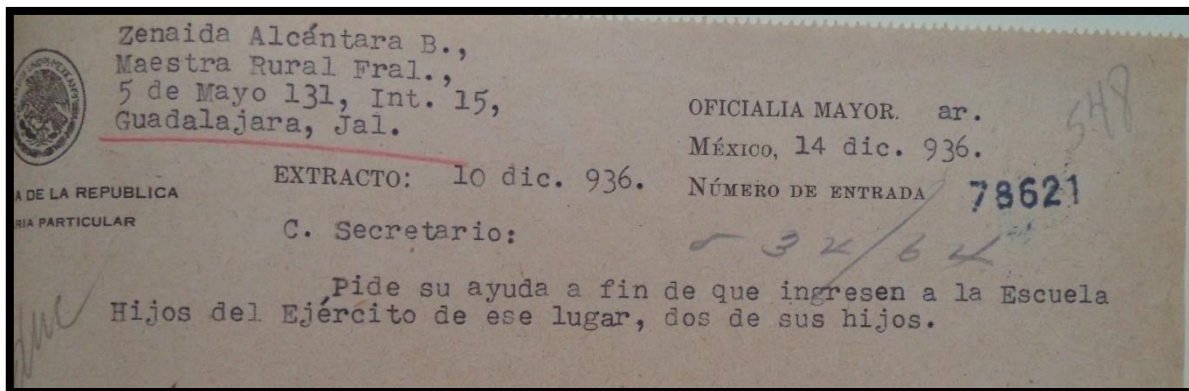 Zenaida Alcántara B.,
Maestra Rural Fral.,
5 de Mayo 131, Int. 15,
Guadalajara, Jal.
OFICIALIA MAYOR. ar.
MÉXICO, 14 dic. 936.
548
A DE LA REPUBLICA
RIA PARTICULAR
EXTRACTO: 10 dic. 936.
NÚMERO DE ENTRADA 78621
C. Secretario:
Pide su ayuda a fin de que ingresen a la Escuela
Hijos del Ejército de ese lugar, dos de sus hijos.